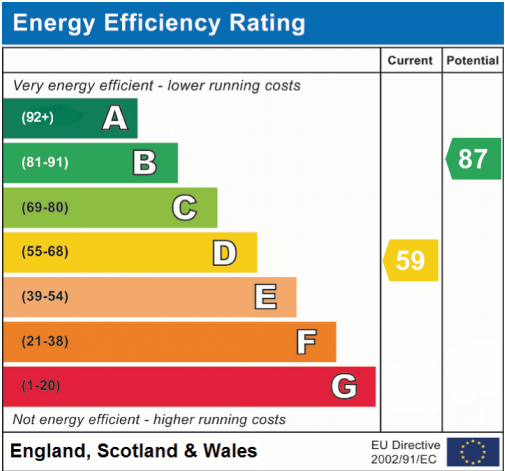 Energy Efficiency Rating
Current Potential
Very energy efficient - lower running costs
(92+) A
(81-91) B
87
(69-80) C
(55-68) D
59
(39-54) E
(21-38) F
(1-20) G
Not energy efficient - higher running costs
England, Scotland & Wales
EU Directive
2002/91/EC